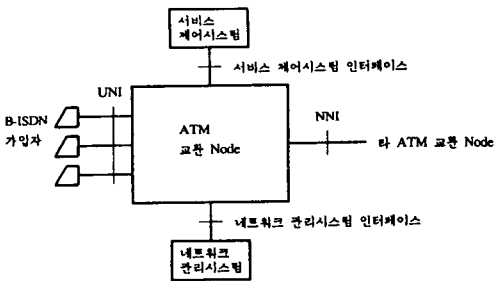 서비스
제어시스템
서비스 제어시스템 인터페이스
UNI
B-ISDN
가입자
ATM
교환 Node
NNI
타 ATM 교환 Node
네트워크 관리시스템 인터페이스
네트워크
관리시스템